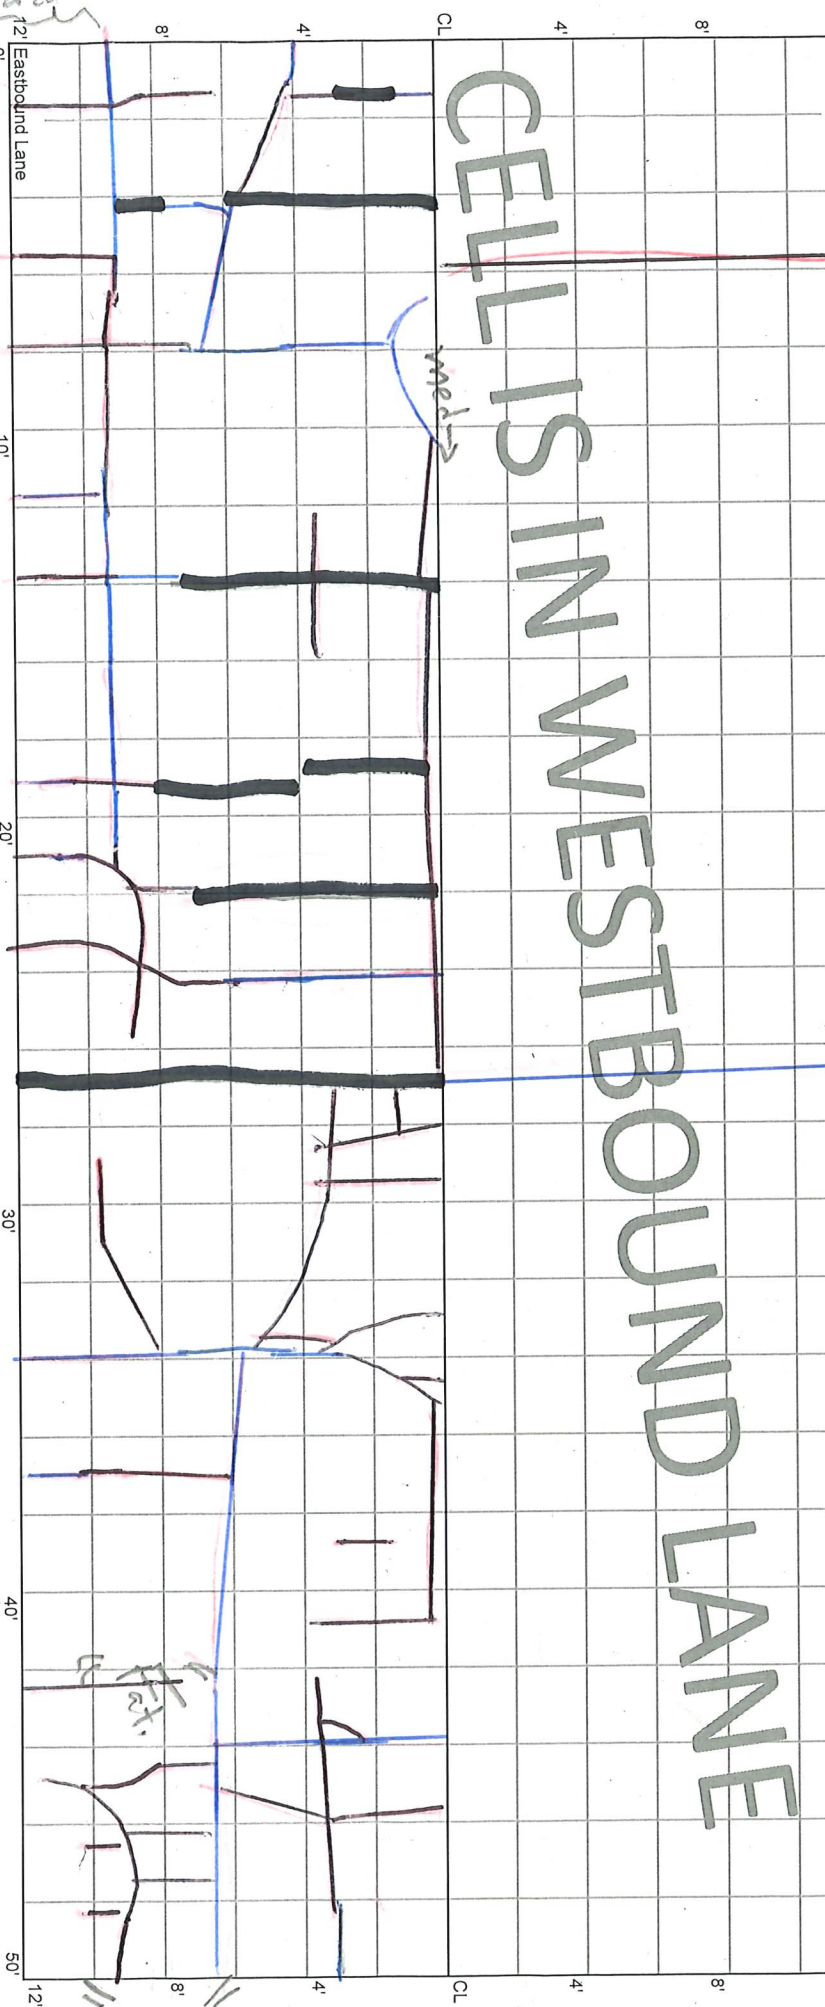 12'
8'
4'
CL
4'
8'
Eastbound Lane
CELL IS IN WESTBOUND LANE
med→
10'
20'
30'
40'
Fat.
50'
12'
8'
4'
CL
4'
8'